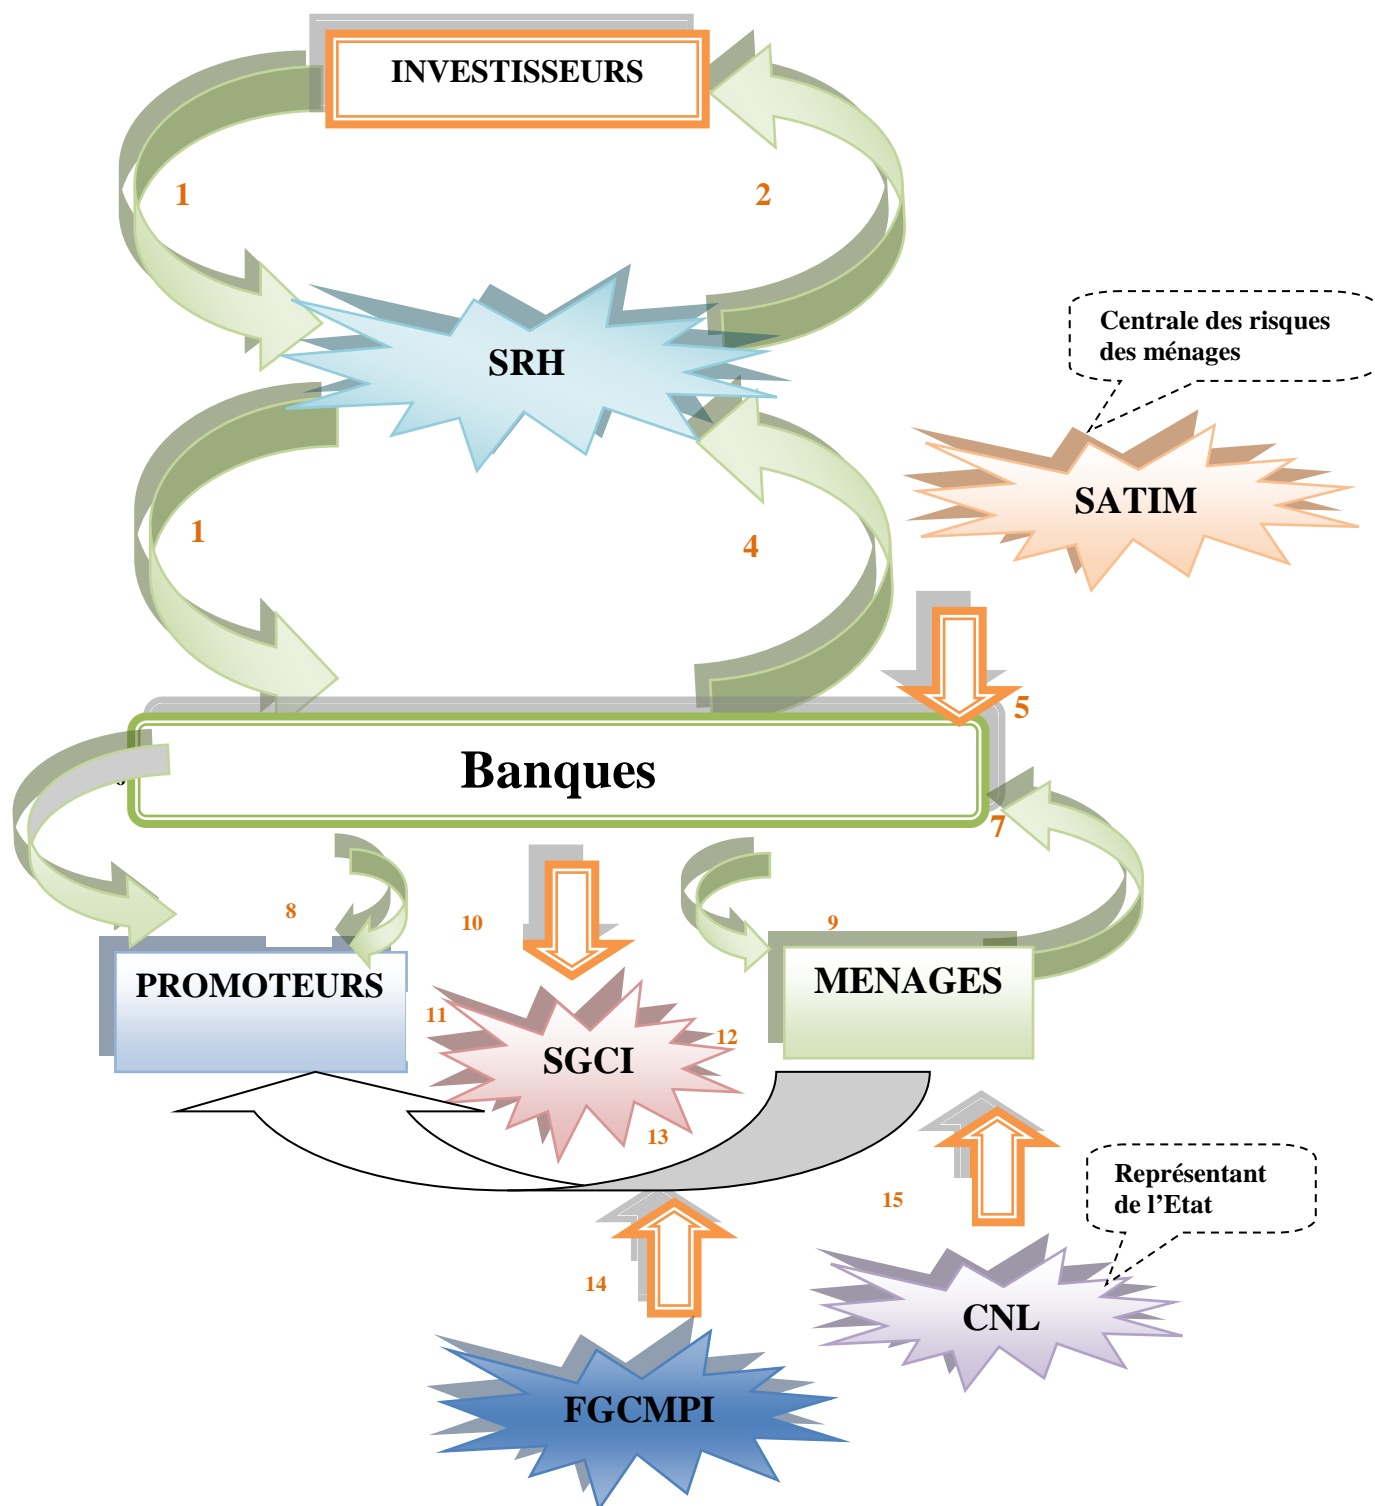 INVESTISSEURS
1
2
SRH
Centrale des risques
des ménages
SATIM
1
4
5
Banques
7
8
10
9
PROMOTEURS
MENAGES
11
12
SGCI
13
Représentant
de l'Etat
15
14
CNL
FGCMPI